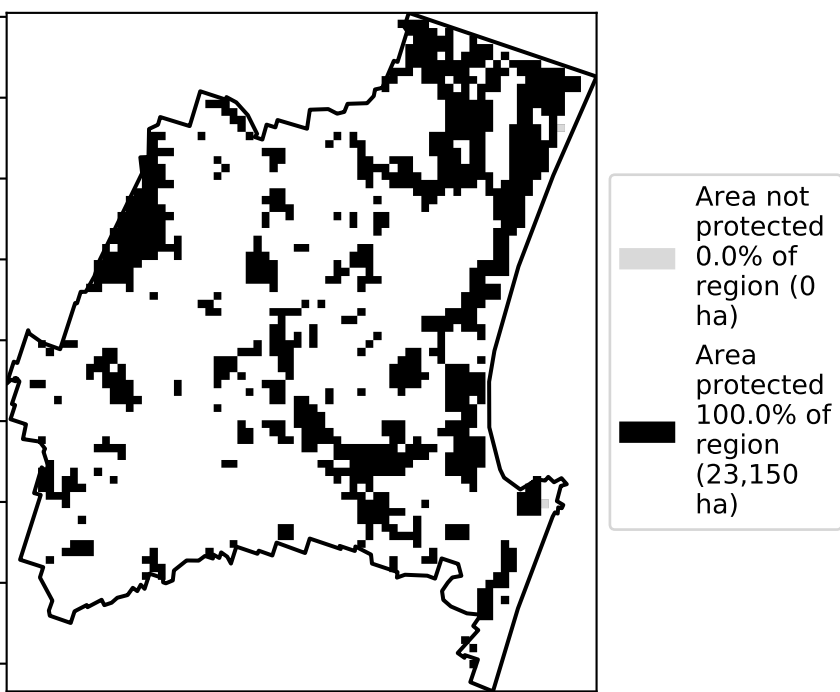 Area not
protected
0.0% of
region (0
ha)
Area
protected
100.0% of
region
(23,150
ha)